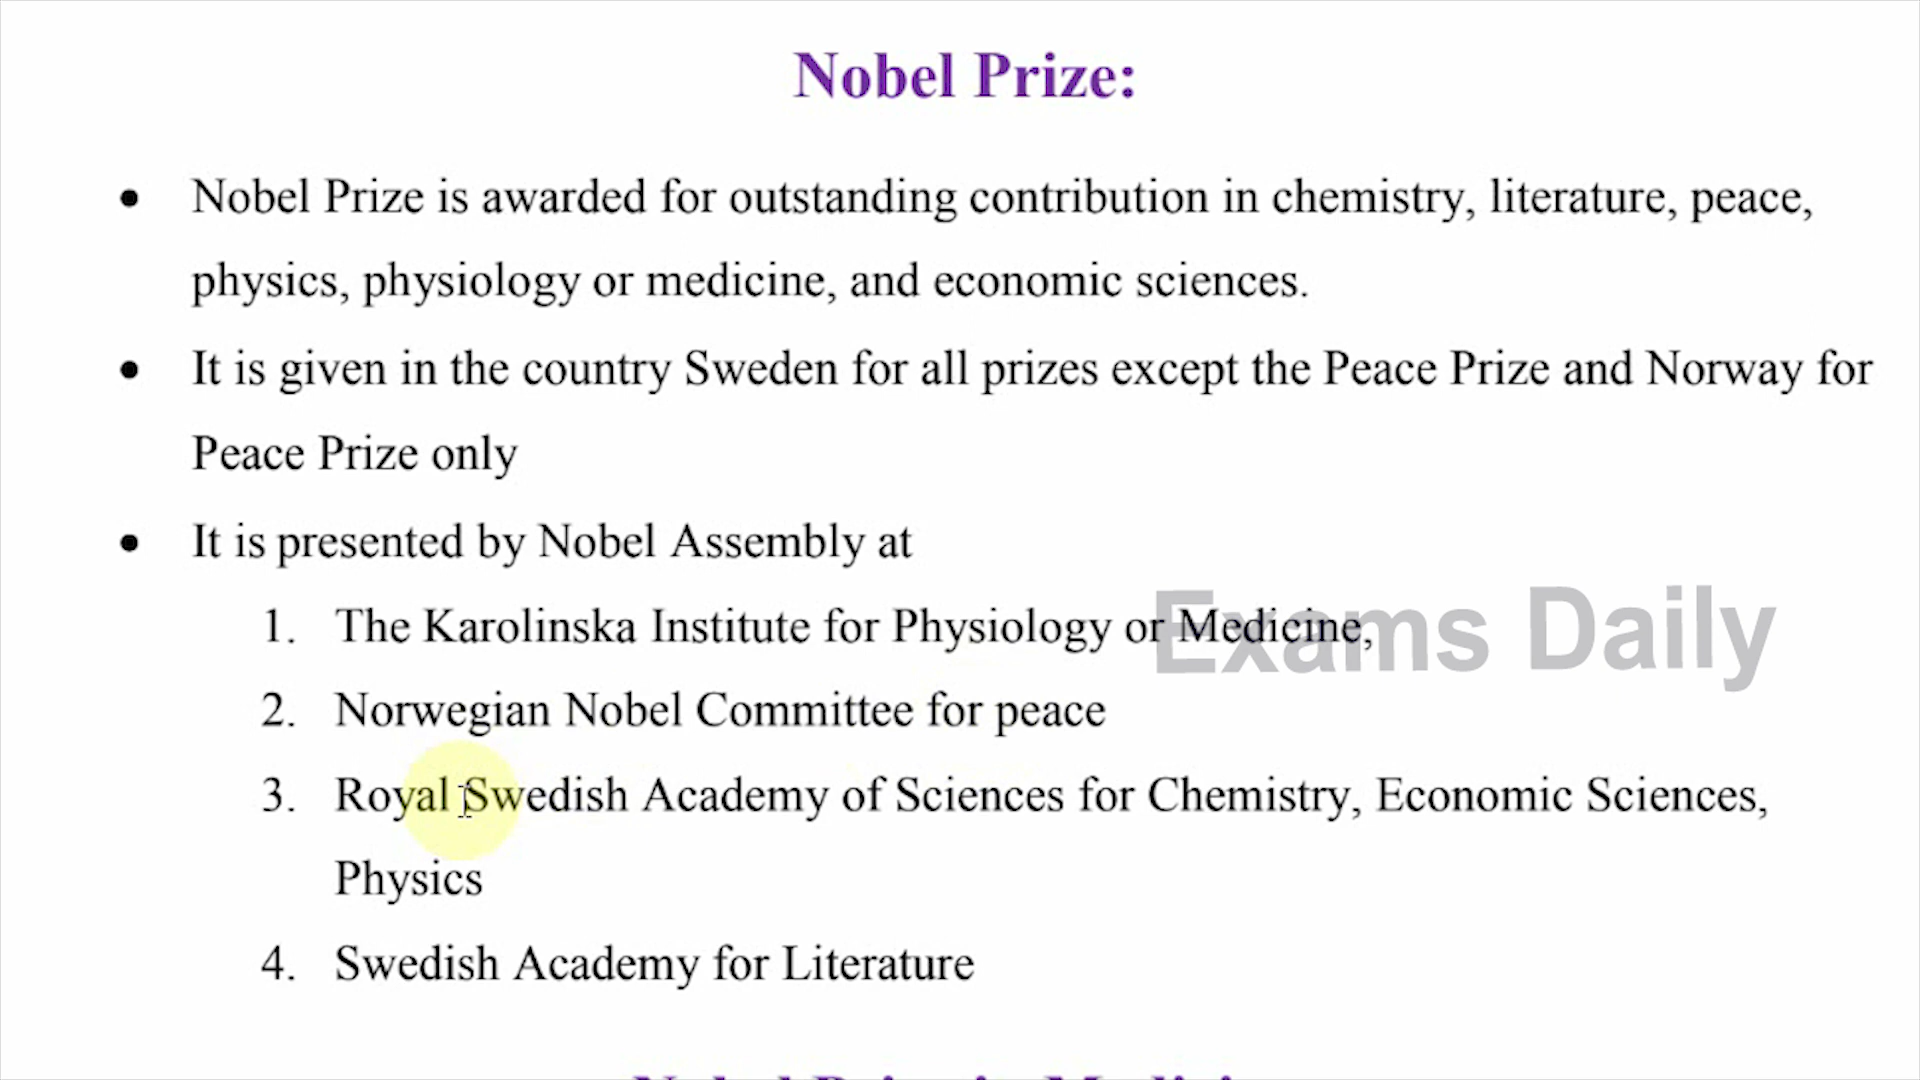 Nobel Prize:
• Nobel Prize is awarded for outstanding contribution in chemistry, literature, peace,
physics, physiology or medicine, and economic sciences.
• It is given in the country Sweden for all prizes except the Peace Prize and Norway for
Peace Prize only
• It is presented by Nobel Assembly at
1. The Karolinska Institute for Physiology or Medicine,
Exams Daily
2. Norwegian Nobel Committee for peace
3. Royal Swedish Academy of Sciences for Chemistry, Economic Sciences,
Physics
4. Swedish Academy for Literature